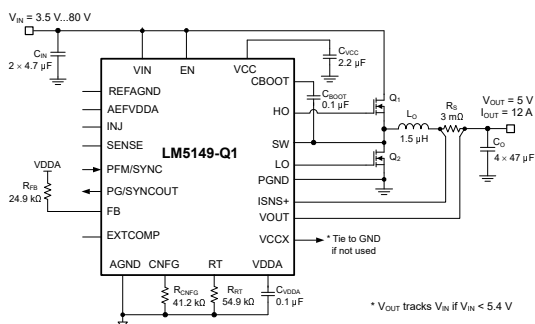 V_IN = 3.5 V...80 V
C_IN
2 × 4.7 µF
VIN
EN
VCC
C_VCC
2.2 µF
CBOOT
C_BOOT
0.1 µF
Q₁
HO
REFAGND
AEFVDDA
INJ
SENSE
LM5149-Q1
L_O
1.5 µH
R_S
3 mΩ
V_OUT = 5 V
I_OUT = 12 A
SW
VDDA
PFM/SYNC
LO
Q₂
C_O
4 × 47 µF
R_FB
24.9 kΩ
PG/SYNCOUT
PGND
FB
ISNS+
VOUT
EXTCOMP
VCCX
* Tie to GND
if not used
AGND
CNFG
RT
VDDA
R_CNFG
41.2 kΩ
R_RT
54.9 kΩ
C_VDDA
0.1 µF
* V_OUT tracks V_IN if V_IN < 5.4 V